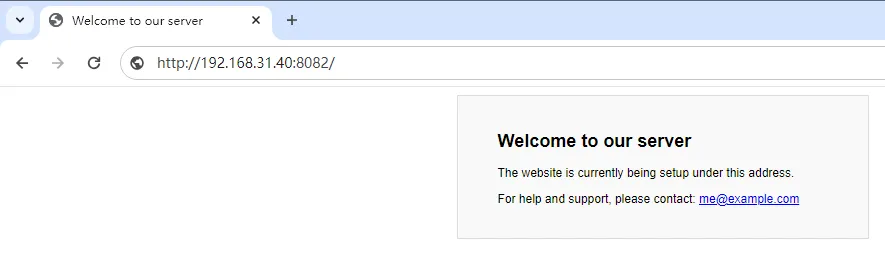 Welcome to our server
http://192.168.31.40:8082/
Welcome to our server
The website is currently being setup under this address.
For help and support, please contact: me@example.com